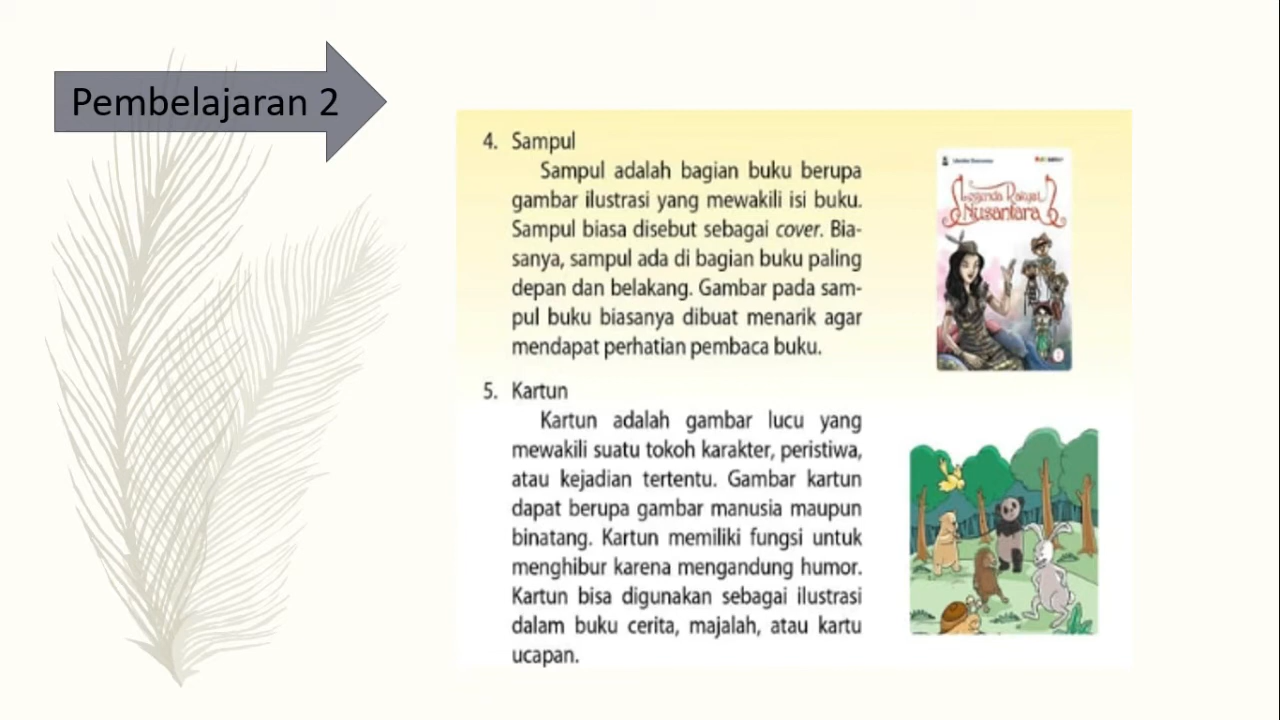 Pembelajaran 2
4. Sampul
Sampul adalah bagian buku berupa
gambar ilustrasi yang mewakili isi buku.
Sampul biasa disebut sebagai cover. Bia-
sanya, sampul ada di bagian buku paling
depan dan belakang. Gambar pada sam-
pul buku biasanya dibuat menarik agar
mendapat perhatian pembaca buku.
Legenda Rakyat
Nusantara
5. Kartun
Kartun adalah gambar lucu yang
mewakili suatu tokoh karakter, peristiwa,
atau kejadian tertentu. Gambar kartun
dapat berupa gambar manusia maupun
binatang. Kartun memiliki fungsi untuk
menghibur karena mengandung humor.
Kartun bisa digunakan sebagai ilustrasi
dalam buku cerita, majalah, atau kartu
ucapan.